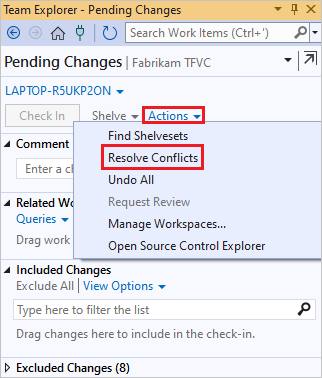 Team Explorer - Pending Changes
Search Work Items (Ctrl+')
Pending Changes | Fabrikam TFVC
LAPTOP-R5UKP2ON
Check In Shelve Actions
Find Shelvesets
Comment
Resolve Conflicts
Enter a ch
Undo All
Request Review
Related Wo
Queries
Manage Workspaces...
Drag work
Open Source Control Explorer
Included Changes
Exclude All | View Options
Type here to filter the list
Drag changes here to include in the check-in.
Excluded Changes (8)